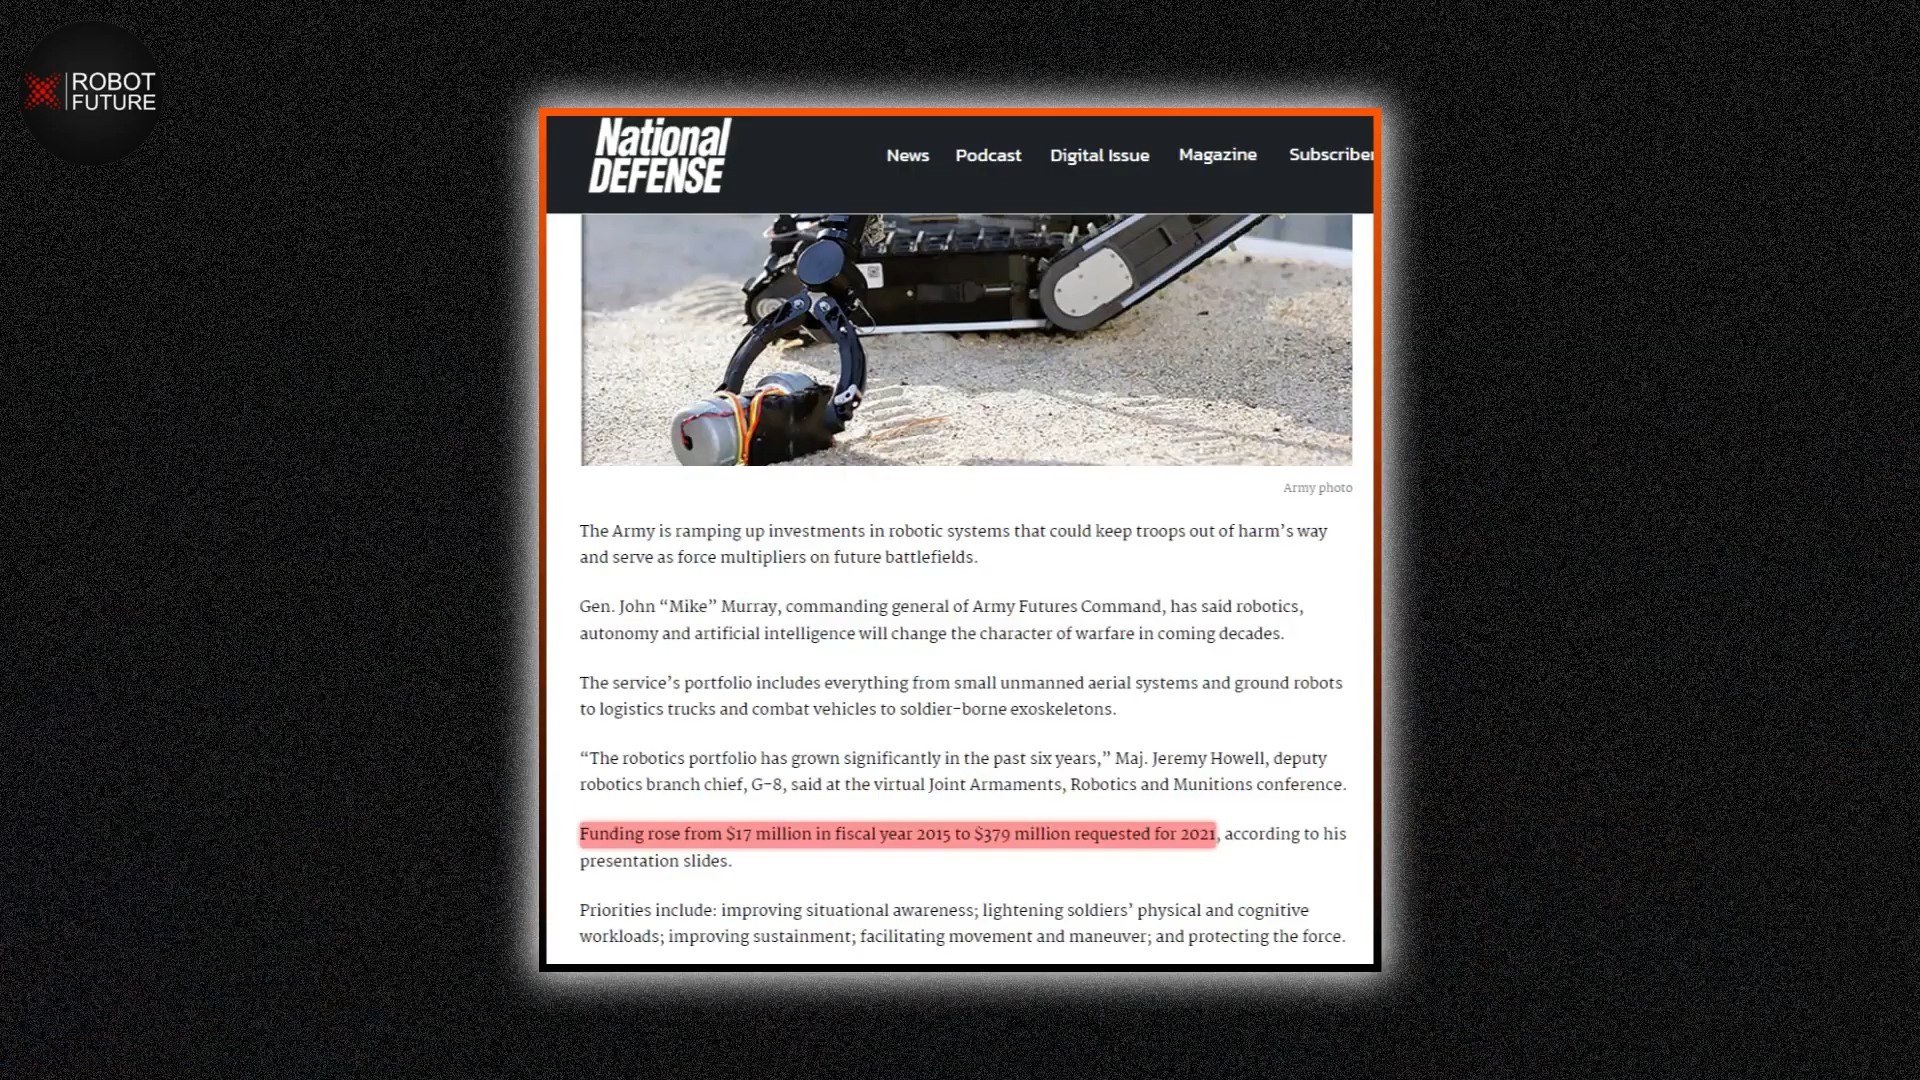 ROBOT
FUTURE
National
DEFENSE
News Podcast Digital Issue Magazine Subscriber
Army photo
The Army is ramping up investments in robotic systems that could keep troops out of harm’s way
and serve as force multipliers on future battlefields.
Gen. John “Mike” Murray, commanding general of Army Futures Command, has said robotics,
autonomy and artificial intelligence will change the character of warfare in coming decades.
The service’s portfolio includes everything from small unmanned aerial systems and ground robots
to logistics trucks and combat vehicles to soldier-borne exoskeletons.
“The robotics portfolio has grown significantly in the past six years,” Maj. Jeremy Howell, deputy
robotics branch chief, G-8, said at the virtual Joint Armaments, Robotics and Munitions conference.
Funding rose from $17 million in fiscal year 2015 to $379 million requested for 2021, according to his
presentation slides.
Priorities include: improving situational awareness; lightening soldiers’ physical and cognitive
workloads; improving sustainment; facilitating movement and maneuver; and protecting the force.